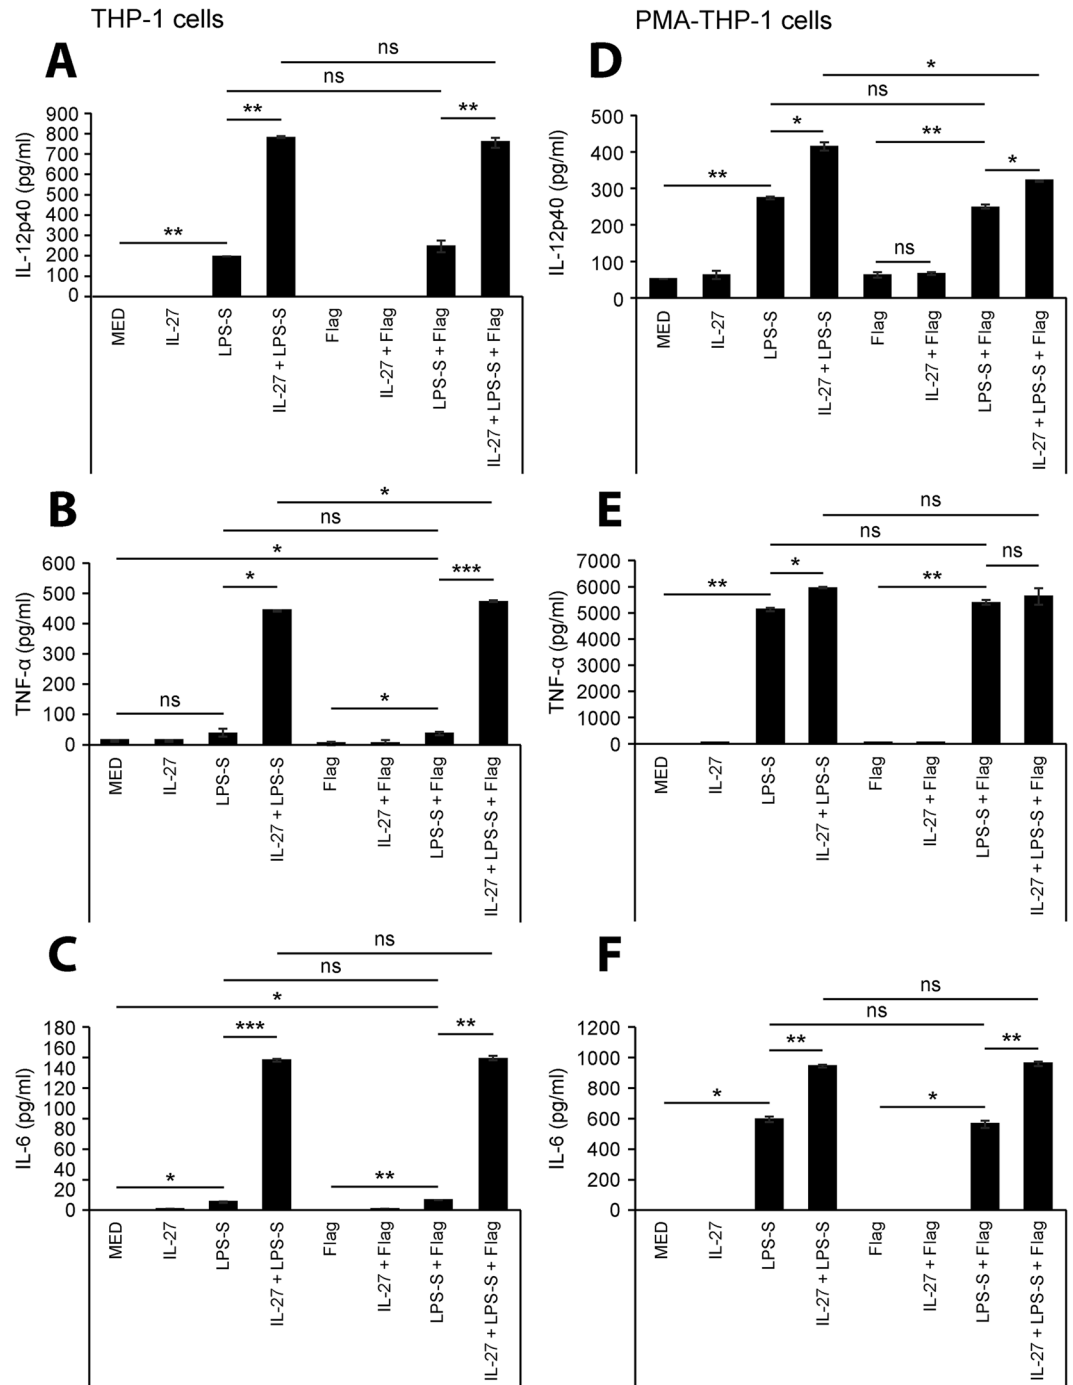 THP-1 cells
PMA-THP-1 cells
A
ns
ns
**
**
**
IL-12p40 (pg/ml)
900
800
700
600
500
400
300
200
100
0
MED
IL-27
LPS-S
IL-27 + LPS-S
Flag
IL-27 + Flag
LPS-S + Flag
IL-27 + LPS-S + Flag
D
*
ns
*
**
**
*
ns
IL-12p40 (pg/ml)
500
400
300
200
100
0
MED
IL-27
LPS-S
IL-27 + LPS-S
Flag
IL-27 + Flag
LPS-S + Flag
IL-27 + LPS-S + Flag
B
*
ns
*
*
***
ns
*
TNF-α (pg/ml)
600
500
400
300
200
100
0
MED
IL-27
LPS-S
IL-27 + LPS-S
Flag
IL-27 + Flag
LPS-S + Flag
IL-27 + LPS-S + Flag
E
ns
ns
ns
*
**
**
TNF-α (pg/ml)
7000
6000
5000
4000
3000
2000
1000
0
MED
IL-27
LPS-S
IL-27 + LPS-S
Flag
IL-27 + Flag
LPS-S + Flag
IL-27 + LPS-S + Flag
C
ns
ns
*
***
**
*
**
IL-6 (pg/ml)
180
160
140
120
100
80
60
40
20
0
MED
IL-27
LPS-S
IL-27 + LPS-S
Flag
IL-27 + Flag
LPS-S + Flag
IL-27 + LPS-S + Flag
F
ns
ns
**
**
*
*
IL-6 (pg/ml)
1200
1000
800
600
400
200
0
MED
IL-27
LPS-S
IL-27 + LPS-S
Flag
IL-27 + Flag
LPS-S + Flag
IL-27 + LPS-S + Flag